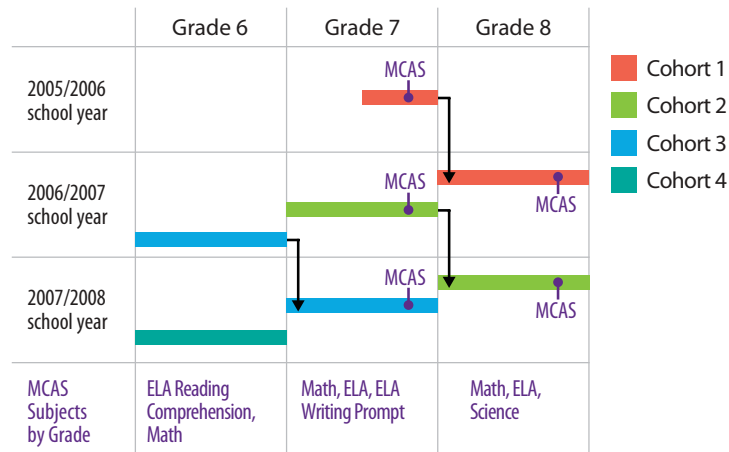 Grade 6
Grade 7
Grade 8
2005/2006
school year
MCAS
2006/2007
school year
MCAS
MCAS
2007/2008
school year
MCAS
MCAS
MCAS
Subjects
by Grade
ELA Reading
Comprehension,
Math
Math, ELA, ELA
Writing Prompt
Math, ELA,
Science
Cohort 1
Cohort 2
Cohort 3
Cohort 4